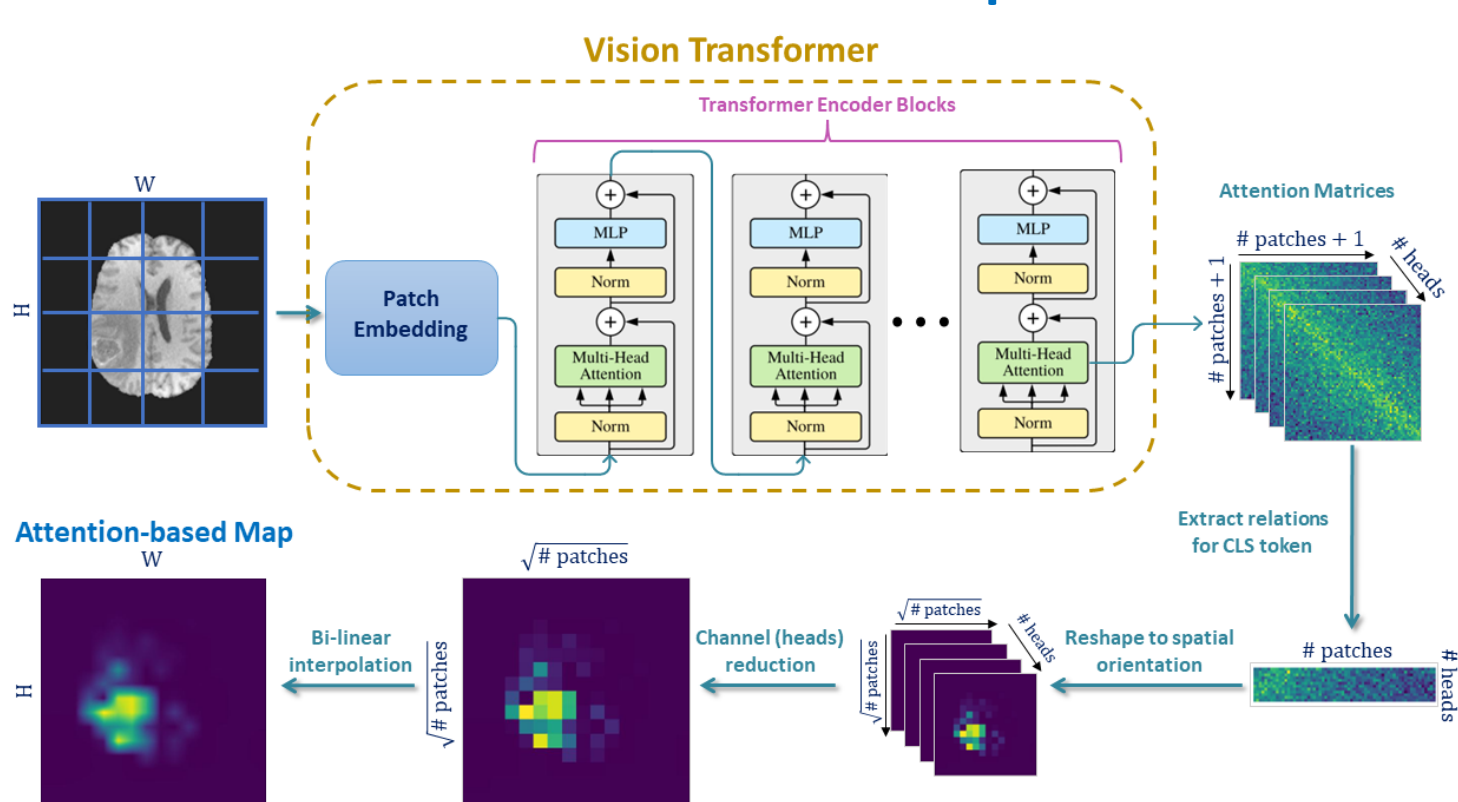 Vision Transformer
Transformer Encoder Blocks
W
H
Patch
Embedding
+
MLP
Norm
+
Multi-Head
Attention
Norm
+
MLP
Norm
+
Multi-Head
Attention
Norm
• • •
+
MLP
Norm
+
Multi-Head
Attention
Norm
Attention Matrices
# patches + 1
# heads
# patches + 1
Extract relations
for CLS token
# patches
# heads
Reshape to spatial
orientation
√# patches
# heads
√# patches
Channel (heads)
reduction
√# patches
√# patches
Bi-linear
interpolation
Attention-based Map
W
H